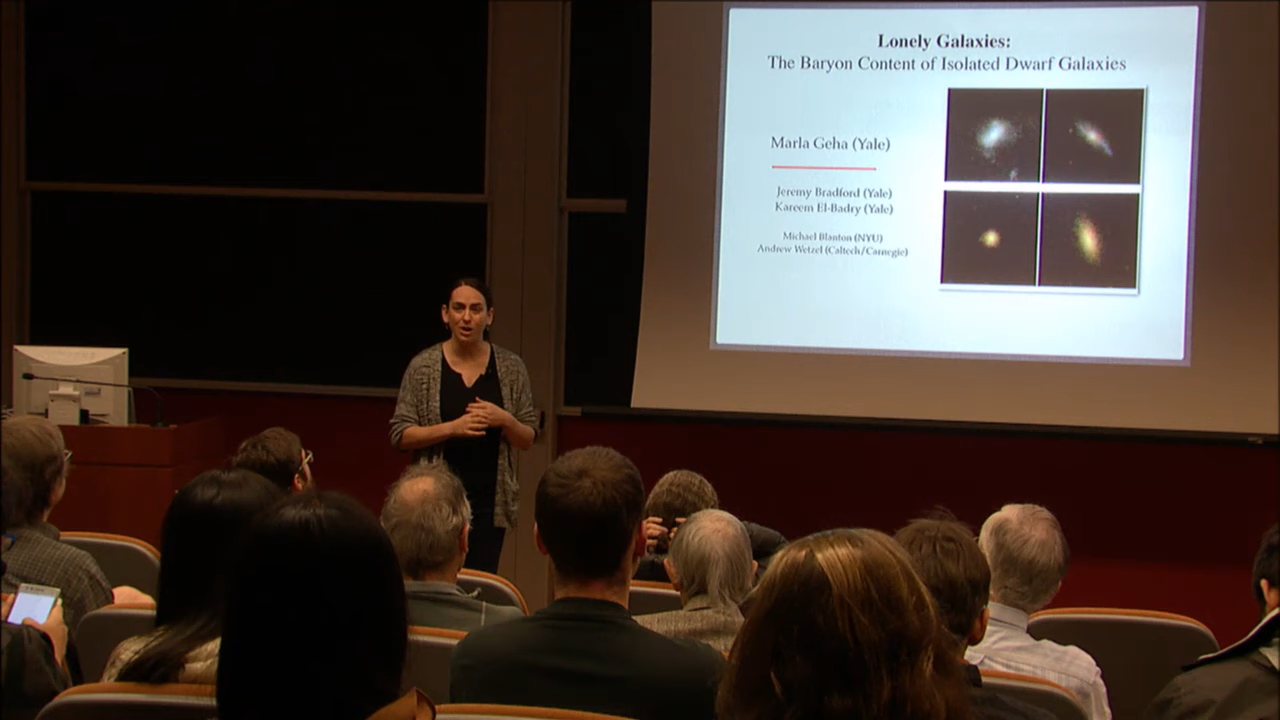 Lonely Galaxies:
The Baryon Content of Isolated Dwarf Galaxies
Marla Geha (Yale)
Jeremy Bradford (Yale)
Kareem El-Badry (Yale)
Michael Blanton (NYU)
Andrew Wetzel (Caltech/Carnegie)